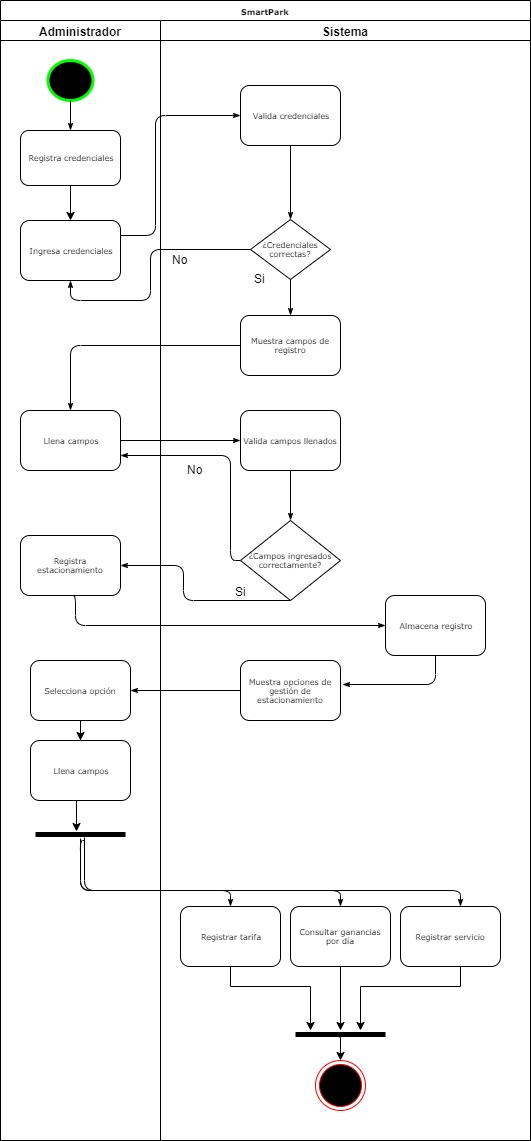 SmartPark
Administrador
Sistema
Valida credenciales
Registra credenciales
Ingresa credenciales
¿Credenciales
correctas?
No
Si
Muestra campos de
registro
Llena campos
Valida campos llenados
No
¿Campos ingresados
correctamente?
Registra
estacionamiento
Si
Almacena registro
Muestra opciones de
gestión de
estacionamiento
Selecciona opción
Llena campos
Registrar tarifa
Consultar ganancias
por día
Registrar servicio